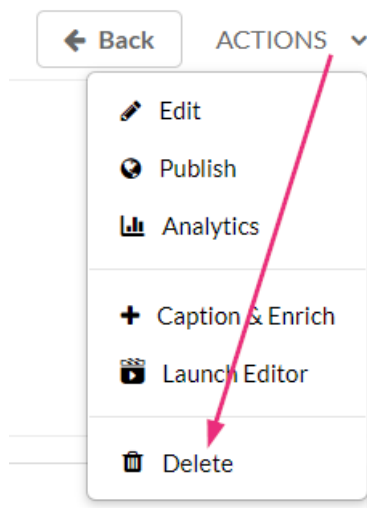 Back ACTIONS
Edit
Publish
Analytics
Caption & Enrich
Launch Editor
Delete